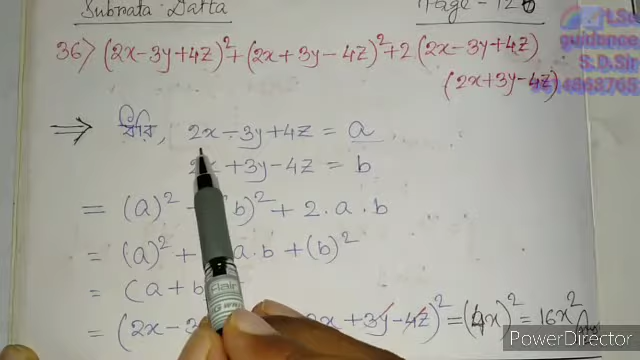 Subrata Datta
Page - 126
36> (2x-3y+4z)² + (2x+3y-4z)² + 2 (2x-3y+4z)
(2x+3y-4z)
guidance
S.D.Sir
⇒ ধরি, 2x-3y+4z = a
+3y-4z = b
= (a)² + b)² + 2.a.b
= (a)² + a.b + (b)²
= (a+b
= (2x-3 2x+3y-4z)² = (4x)² = 16x²
PowerDirector